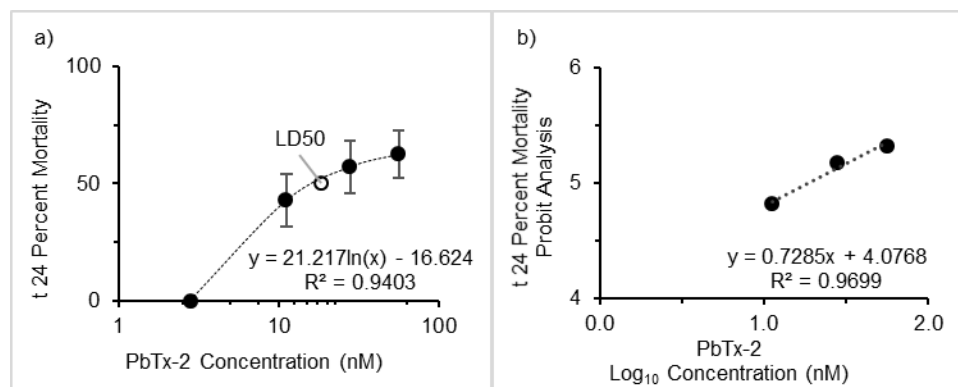 a)
100
50
0
t 24 Percent Mortality
LD50
y = 21.217ln(x) - 16.624
R² = 0.9403
1 10 100
PbTx-2 Concentration (nM)
b)
6
5
4
t 24 Percent Mortality
Probit Analysis
y = 0.7285x + 4.0768
R² = 0.9699
0.0 1.0 2.0
PbTx-2
Log₁₀ Concentration (nM)